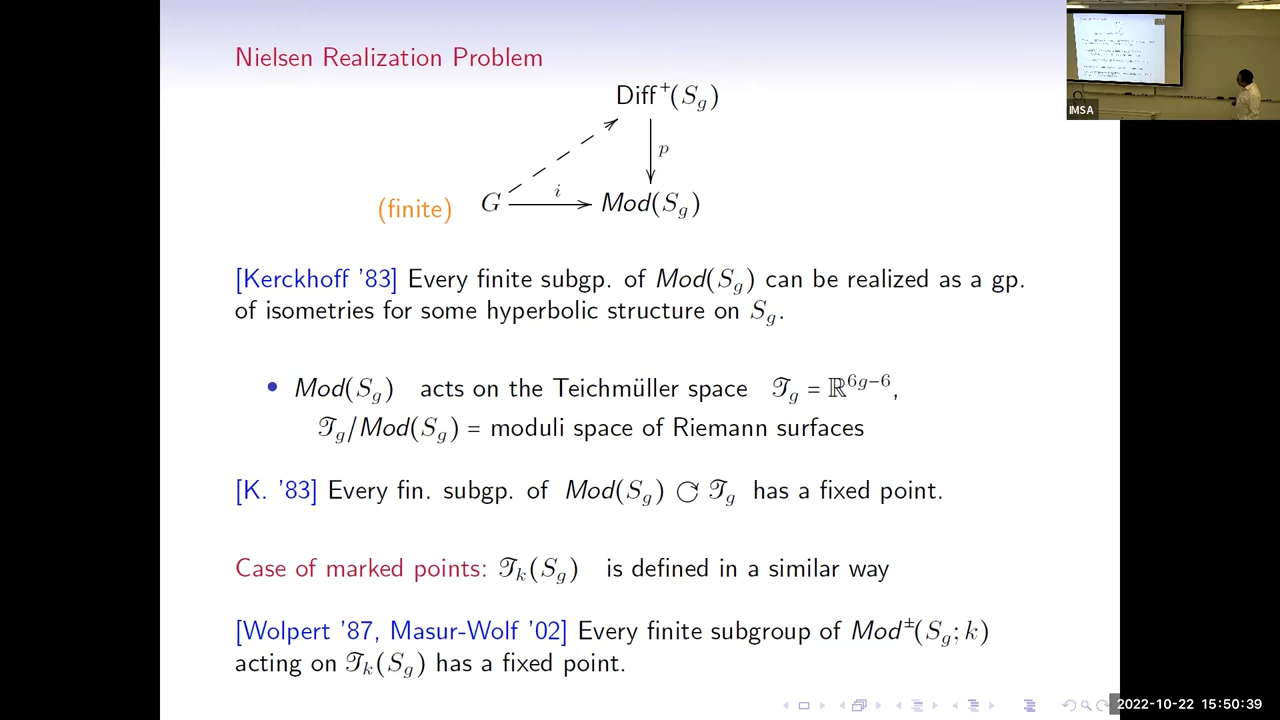 Nielsen Realization Problem
Diff⁺(S_g)
p
(finite) G i Mod(S_g)
[Kerckhoff '83] Every finite subgp. of Mod(S_g) can be realized as a gp.
of isometries for some hyperbolic structure on S_g.
• Mod(S_g) acts on the Teichmüller space 𝒯_g = ℝ^{6g−6},
𝒯_g/Mod(S_g) = moduli space of Riemann surfaces
[K. '83] Every fin. subgp. of Mod(S_g) ↻ 𝒯_g has a fixed point.
Case of marked points: 𝒯_k(S_g) is defined in a similar way
[Wolpert '87, Masur-Wolf '02] Every finite subgroup of Mod^±(S_g; k)
acting on 𝒯_k(S_g) has a fixed point.
IMSA
2022-10-22 15:50:39